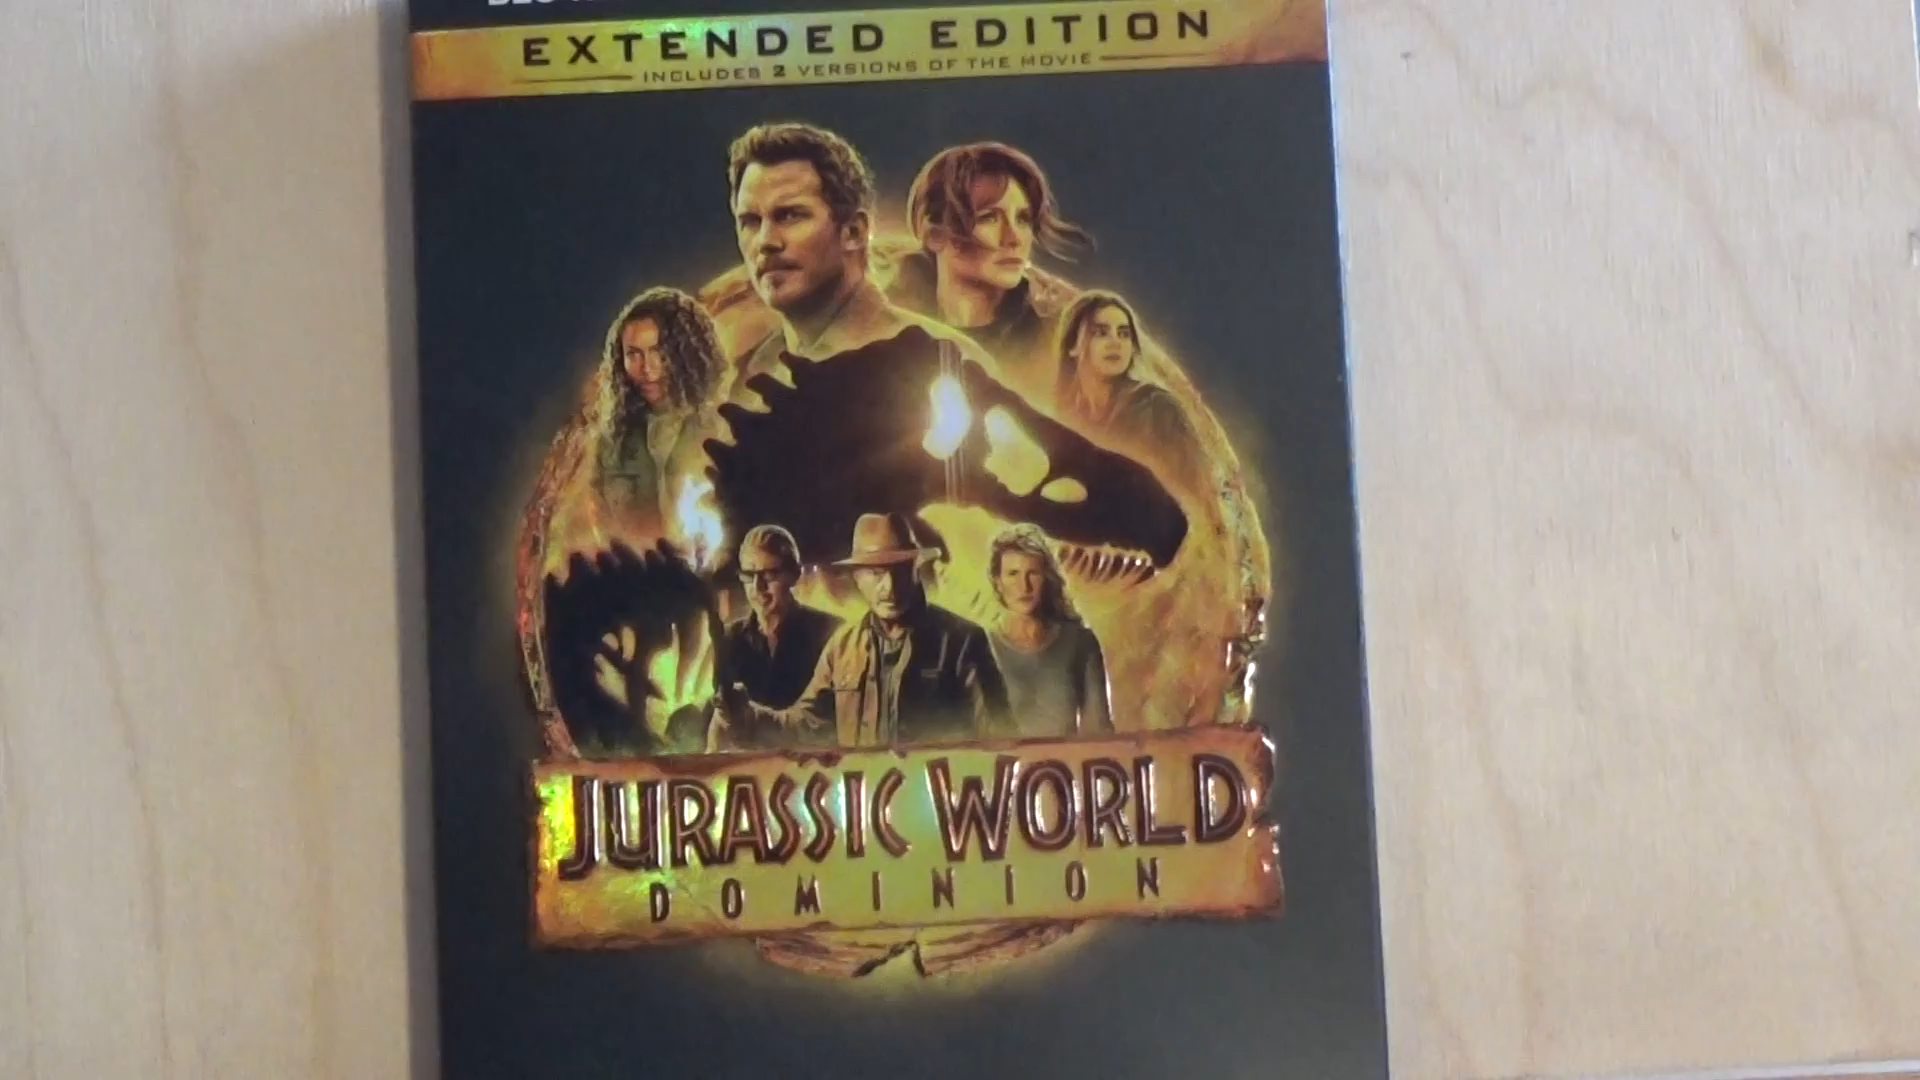 EXTENDED EDITION
INCLUDES 2 VERSIONS OF THE MOVIE
JURASSIC WORLD
DOMINION